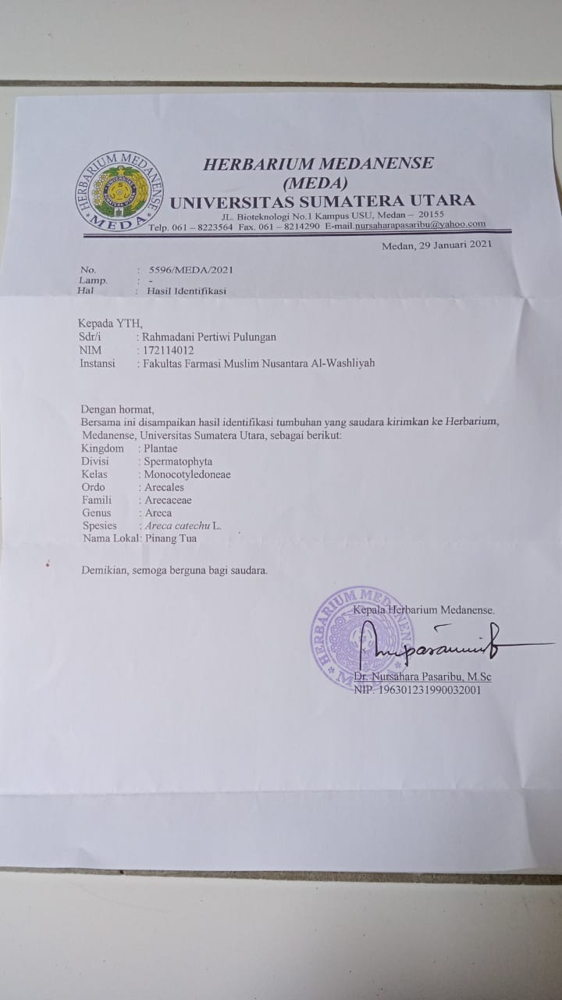 HERBARIUM MEDANENSE
(MEDA)
UNIVERSITAS SUMATERA UTARA
JL. Bioteknologi No.1 Kampus USU, Medan – 20155
Telp. 061 – 8223564 Fax. 061 – 8214290 E-mail.nursaharapasaribu@yahoo.com
HERBARIUM MEDANENSE
* MEDA *
UNIVERSITAS
SUMATERA UTARA
Medan, 29 Januari 2021
No. : 5596/MEDA/2021
Lamp. : -
Hal : Hasil Identifikasi
Kepada YTH,
Sdr/i : Rahmadani Pertiwi Pulungan
NIM : 172114012
Instansi : Fakultas Farmasi Muslim Nusantara Al-Washliyah
Dengan hormat,
Bersama ini disampaikan hasil identifikasi tumbuhan yang saudara kirimkan ke Herbarium,
Medanense, Universitas Sumatera Utara, sebagai berikut:
Kingdom : Plantae
Divisi : Spermatophyta
Kelas : Monocotyledoneae
Ordo : Arecales
Famili : Arecaceae
Genus : Areca
Spesies : Areca catechu L.
Nama Lokal: Pinang Tua
Demikian, semoga berguna bagi saudara.
Kepala Herbarium Medanense.
HERBARIUM MEDANENSE
* MEDA *
Dr. Nursahara Pasaribu, M.Sc
NIP. 196301231990032001